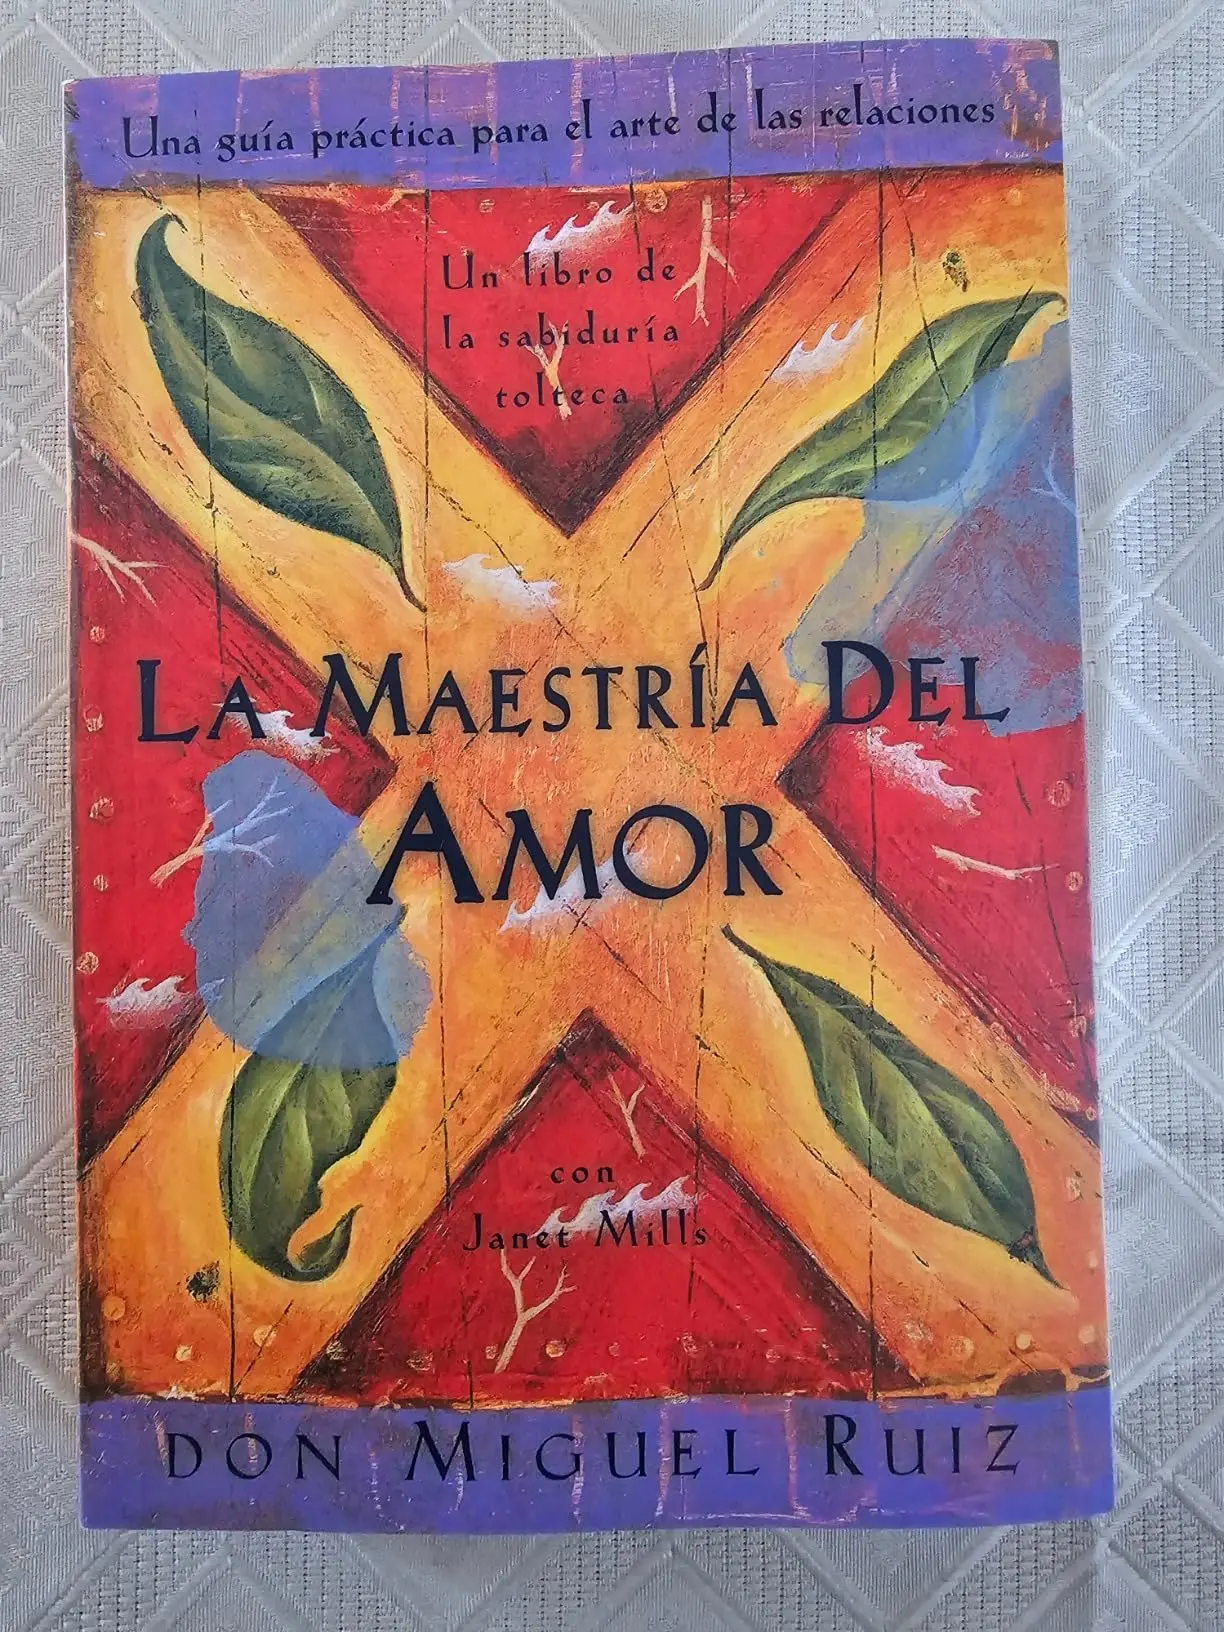 Una guía práctica para el arte de las relaciones
Un libro de
la sabiduría
tolteca
LA MAESTRÍA DEL
AMOR
con
Janet Mills
DON MIGUEL RUIZ